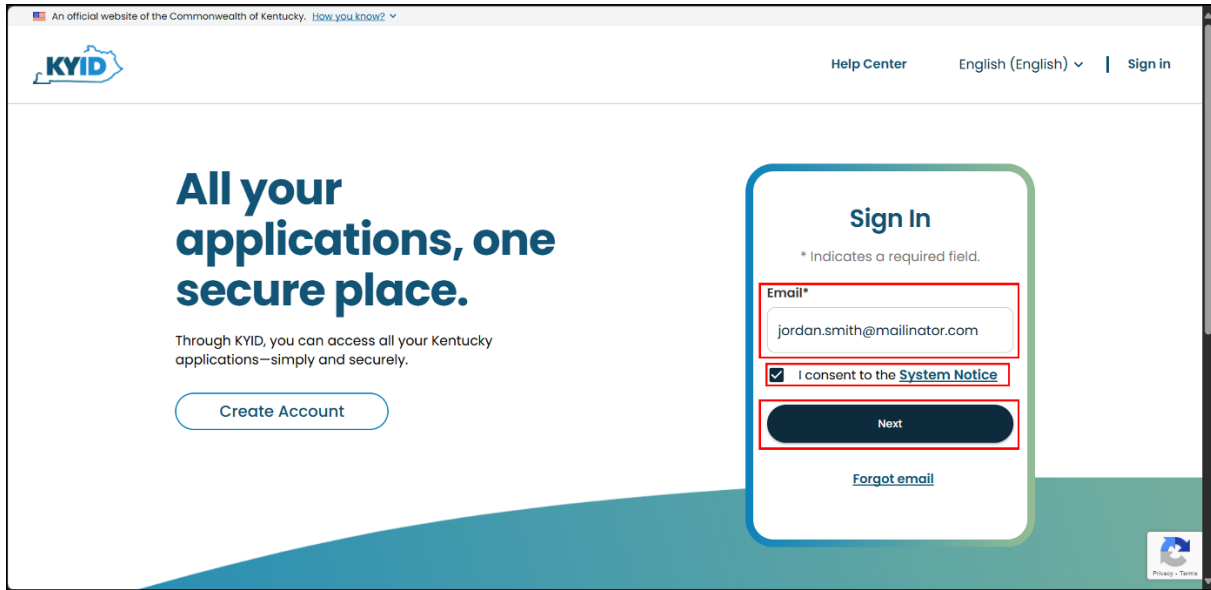 An official website of the Commonwealth of Kentucky. How you know?
KYID
Help Center
English (English)
Sign in
All your
applications, one
secure place.
Through KYID, you can access all your Kentucky
applications—simply and securely.
Create Account
Sign In
* Indicates a required field.
Email*
jordan.smith@mailinator.com
I consent to the System Notice
Next
Forgot email
Privacy - Terms